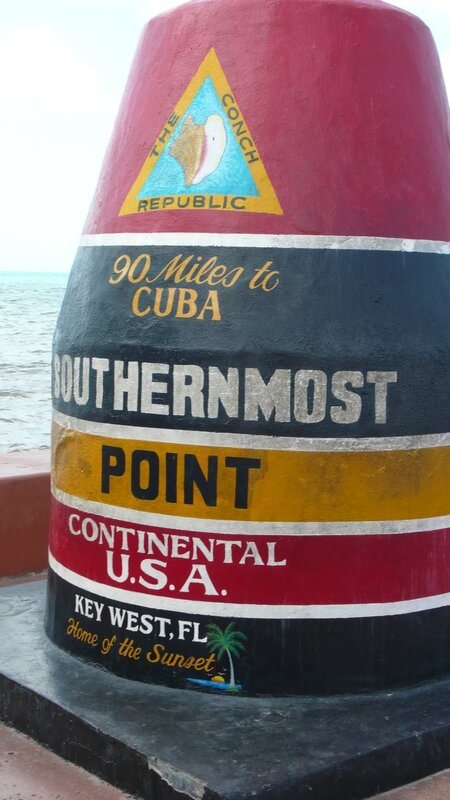 THE CONCH
REPUBLIC
90 Miles to
CUBA
SOUTHERNMOST
POINT
CONTINENTAL
U.S.A.
KEY WEST, FL
Home of the Sunset